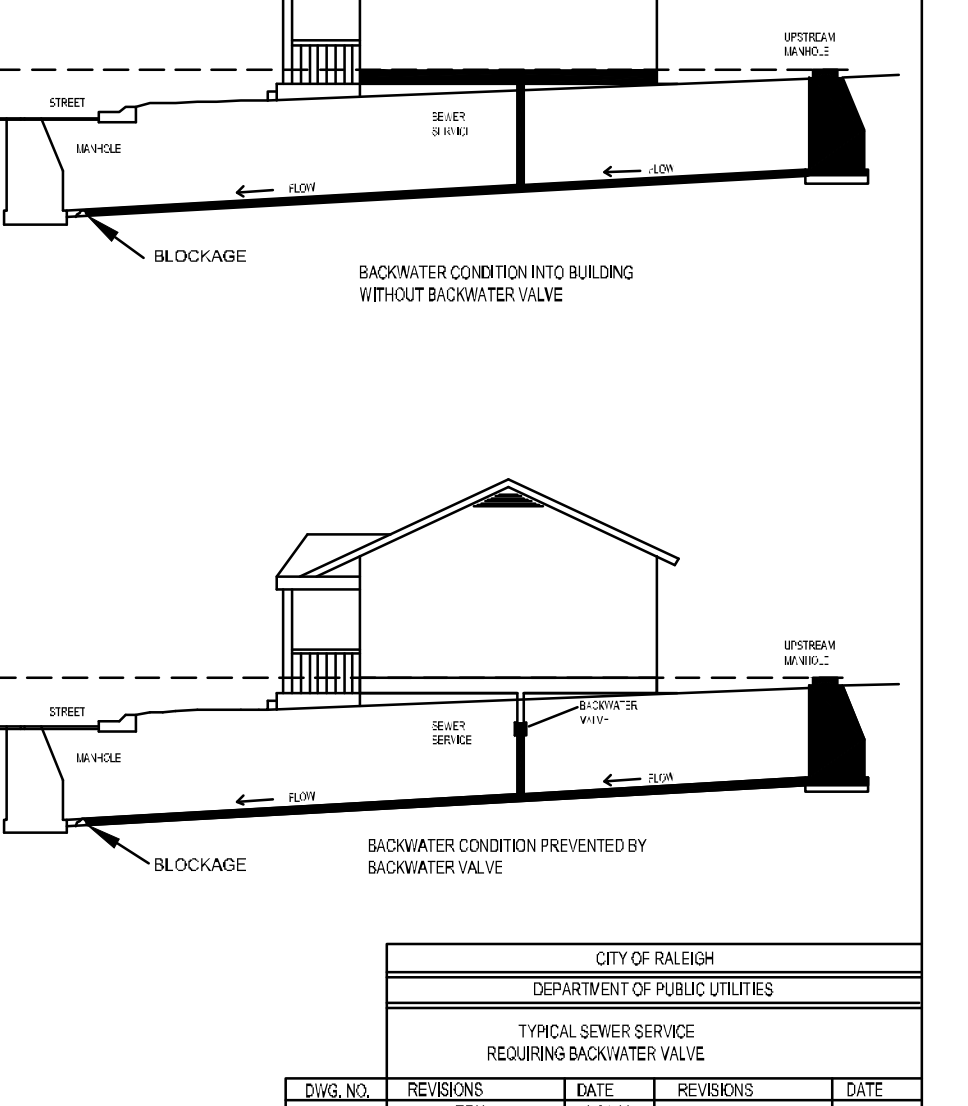 UPSTREAM
MANHOLE
STREET
SEWER
SERVICE
MANHOLE
FLOW
FLOW
BLOCKAGE
BACKWATER CONDITION INTO BUILDING
WITHOUT BACKWATER VALVE
UPSTREAM
MANHOLE
STREET
BACKWATER
VALVE
SEWER
SERVICE
MANHOLE
FLOW
FLOW
BLOCKAGE
BACKWATER CONDITION PREVENTED BY
BACKWATER VALVE
CITY OF RALEIGH
DEPARTMENT OF PUBLIC UTILITIES
TYPICAL SEWER SERVICE
REQUIRING BACKWATER VALVE
DWG. NO. REVISIONS DATE REVISIONS DATE